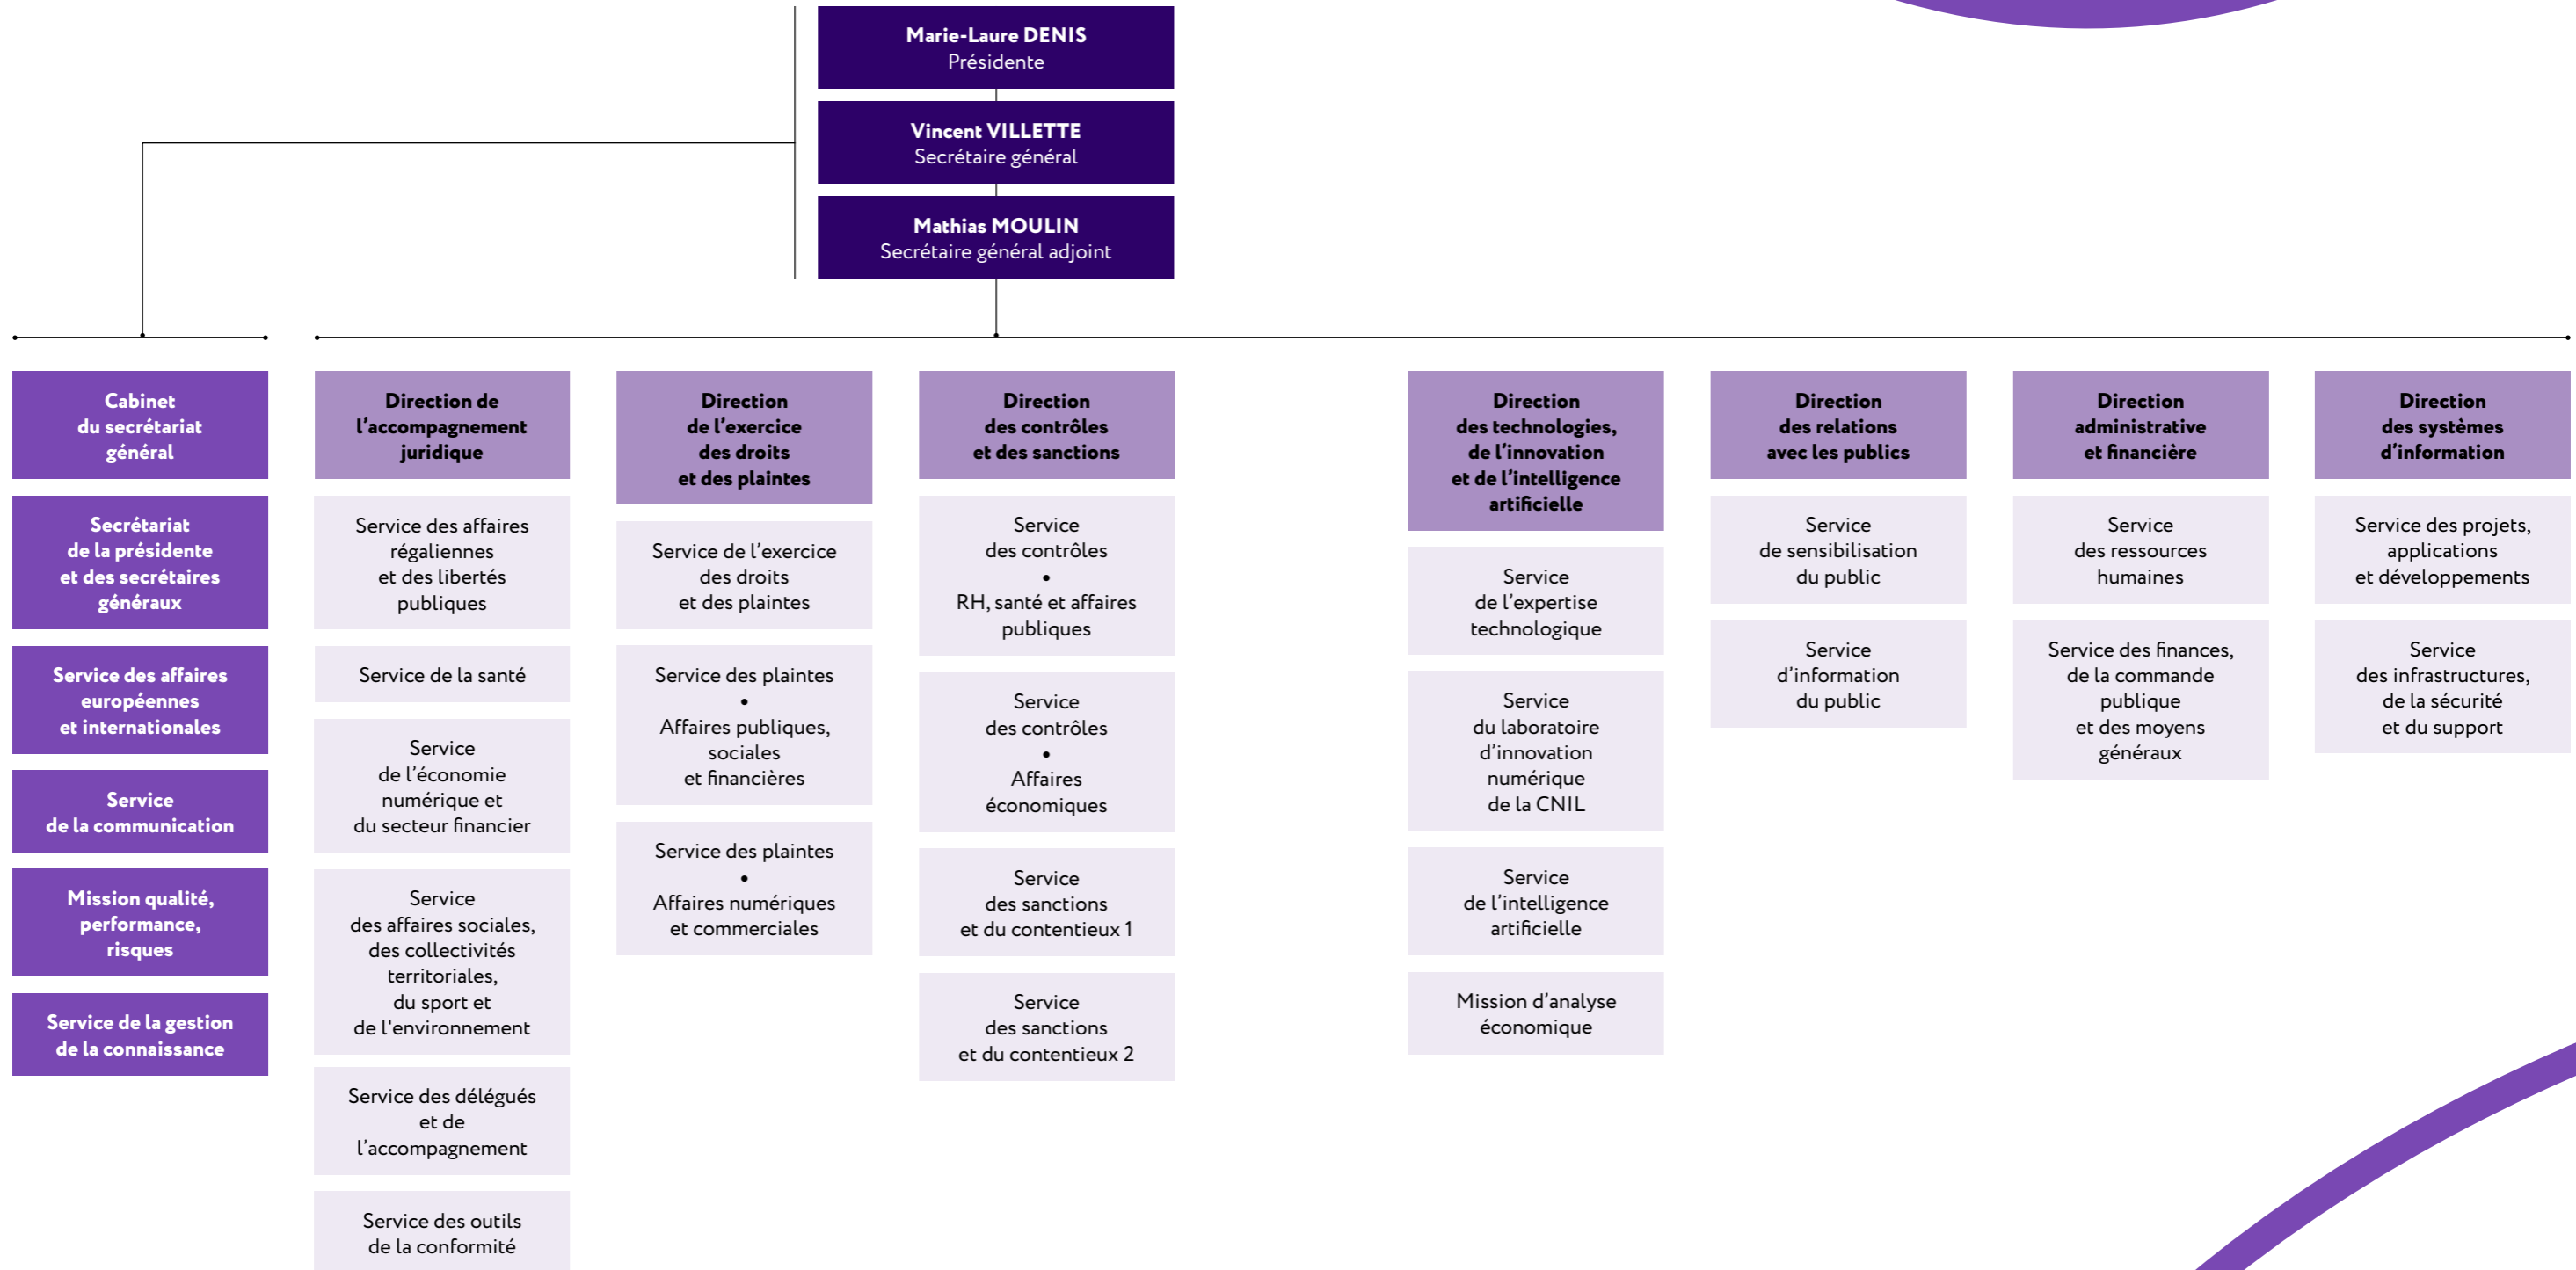 Marie-Laure DENIS
Présidente
Vincent VILLETTE
Secrétaire général
Mathias MOULIN
Secrétaire général adjoint
Cabinet
du secrétariat
général
Secrétariat
de la présidente
et des secrétaires
généraux
Service des affaires
européennes
et internationales
Service
de la communication
Mission qualité,
performance,
risques
Service de la gestion
de la connaissance
Direction de
l'accompagnement
juridique
Service des affaires
régaliennes
et des libertés
publiques
Service de la santé
Service
de l'économie
numérique et
du secteur financier
Service
des affaires sociales,
des collectivités
territoriales,
du sport et
de l'environnement
Service des délégués
et de
l'accompagnement
Service des outils
de la conformité
Direction
de l'exercice
des droits
et des plaintes
Service de l'exercice
des droits
et des plaintes
Service des plaintes
•
Affaires publiques,
sociales
et financières
Service des plaintes
•
Affaires numériques
et commerciales
Direction
des contrôles
et des sanctions
Service
des contrôles
•
RH, santé et affaires
publiques
Service
des contrôles
•
Affaires
économiques
Service
des sanctions
et du contentieux 1
Service
des sanctions
et du contentieux 2
Direction
des technologies,
de l'innovation
et de l'intelligence
artificielle
Service
de l'expertise
technologique
Service
du laboratoire
d'innovation
numérique
de la CNIL
Service
de l'intelligence
artificielle
Mission d'analyse
économique
Direction
des relations
avec les publics
Service
de sensibilisation
du public
Service
d'information
du public
Direction
administrative
et financière
Service
des ressources
humaines
Service des finances,
de la commande
publique
et des moyens
généraux
Direction
des systèmes
d'information
Service des projets,
applications
et développements
Service
des infrastructures,
de la sécurité
et du support